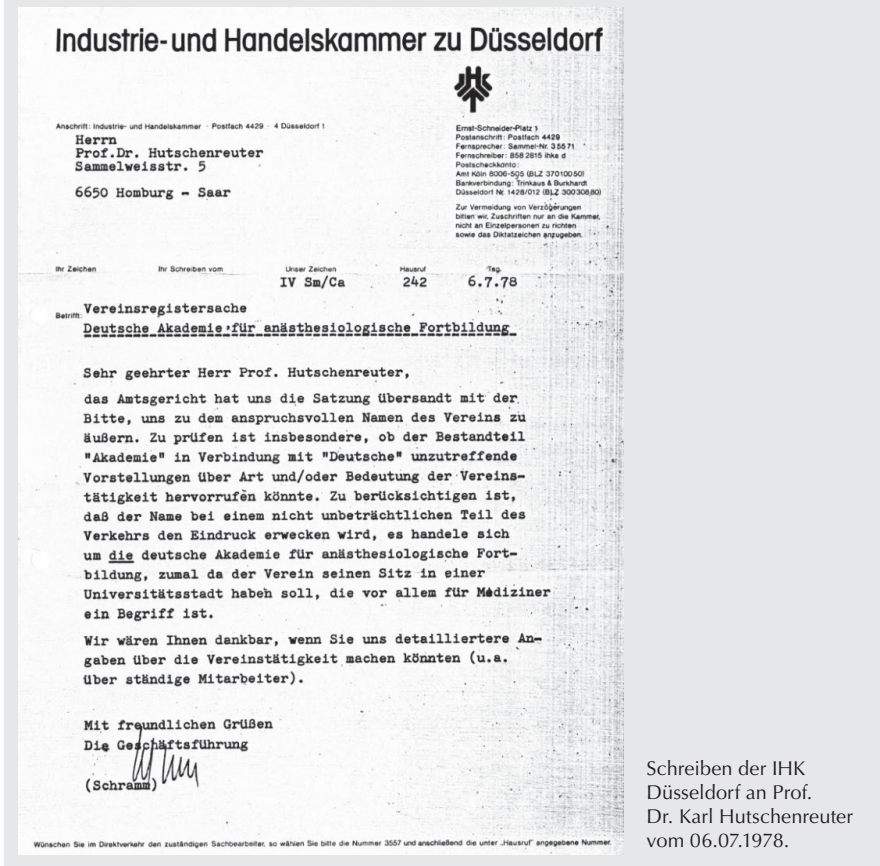 Industrie- und Handelskammer zu Düsseldorf
IHK
Anschrift: Industrie- und Handelskammer · Postfach 4429 · 4 Düsseldorf 1
Herrn
Prof.Dr. Hutschenreuter
Sammelweisstr. 5
6650 Homburg - Saar
Ernst-Schneider-Platz 1
Postanschrift: Postfach 4429
Fernsprecher: Sammel-Nr. 3 55 71
Fernschreiber: 858 2815 ihka d
Postscheckkonto:
Amt Köln 8006-505 (BLZ 370 100 50)
Bankverbindung: Trinkaus & Burkhardt
Düsseldorf Nr. 1428/012 (BLZ 300 308 80)
Zur Vermeidung von Verzögerungen
bitten wir, Zuschriften nur an die Kammer,
nicht an Einzelpersonen zu richten
sowie das Diktatzeichen anzugeben.
Ihr Zeichen Ihr Schreiben vom Unser Zeichen Hausruf Tag
IV Sm/Ca 242 6.7.78
Betrifft: Vereinsregistersache
Deutsche Akademie für anästhesiologische Fortbildung
Sehr geehrter Herr Prof. Hutschenreuter,
das Amtsgericht hat uns die Satzung übersandt mit der
Bitte, uns zu dem anspruchsvollen Namen des Vereins zu
äußern. Zu prüfen ist insbesondere, ob der Bestandteil
"Akademie" in Verbindung mit "Deutsche" unzutreffende
Vorstellungen über Art und/oder Bedeutung der Vereins-
tätigkeit hervorrufen könnte. Zu berücksichtigen ist,
daß der Name bei einem nicht unbeträchtlichen Teil des
Verkehrs den Eindruck erwecken wird, es handele sich
um die deutsche Akademie für anästhesiologische Fort-
bildung, zumal da der Verein seinen Sitz in einer
Universitätsstadt habeh soll, die vor allem für Mediziner
ein Begriff ist.
Wir wären Ihnen dankbar, wenn Sie uns detailliertere An-
gaben über die Vereinstätigkeit machen könnten (u.a.
über ständige Mitarbeiter).
Mit freundlichen Grüßen
Die Geschäftsführung
(Schramm)
Wünschen Sie im Direktverkehr den zuständigen Sachbearbeiter, so wählen Sie bitte die Nummer 3557 und anschließend die unter „Hausruf" angegebene Nummer.
Schreiben der IHK
Düsseldorf an Prof.
Dr. Karl Hutschenreuter
vom 06.07.1978.